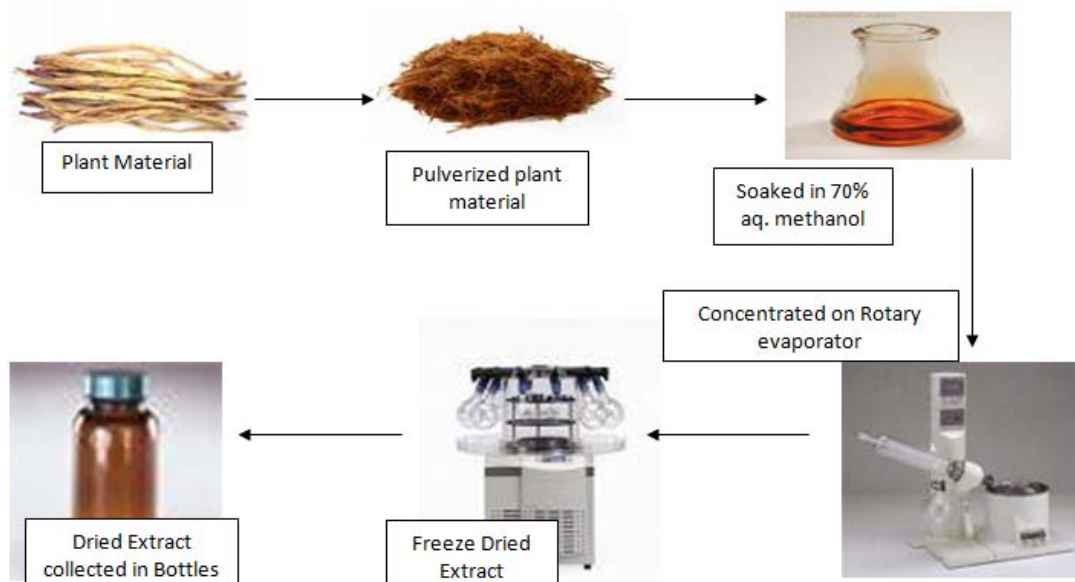 Plant Material
Pulverized plant
material
Soaked in 70%
aq. methanol
Concentrated on Rotary
evaporator
Freeze Dried
Extract
Dried Extract
collected in Bottles